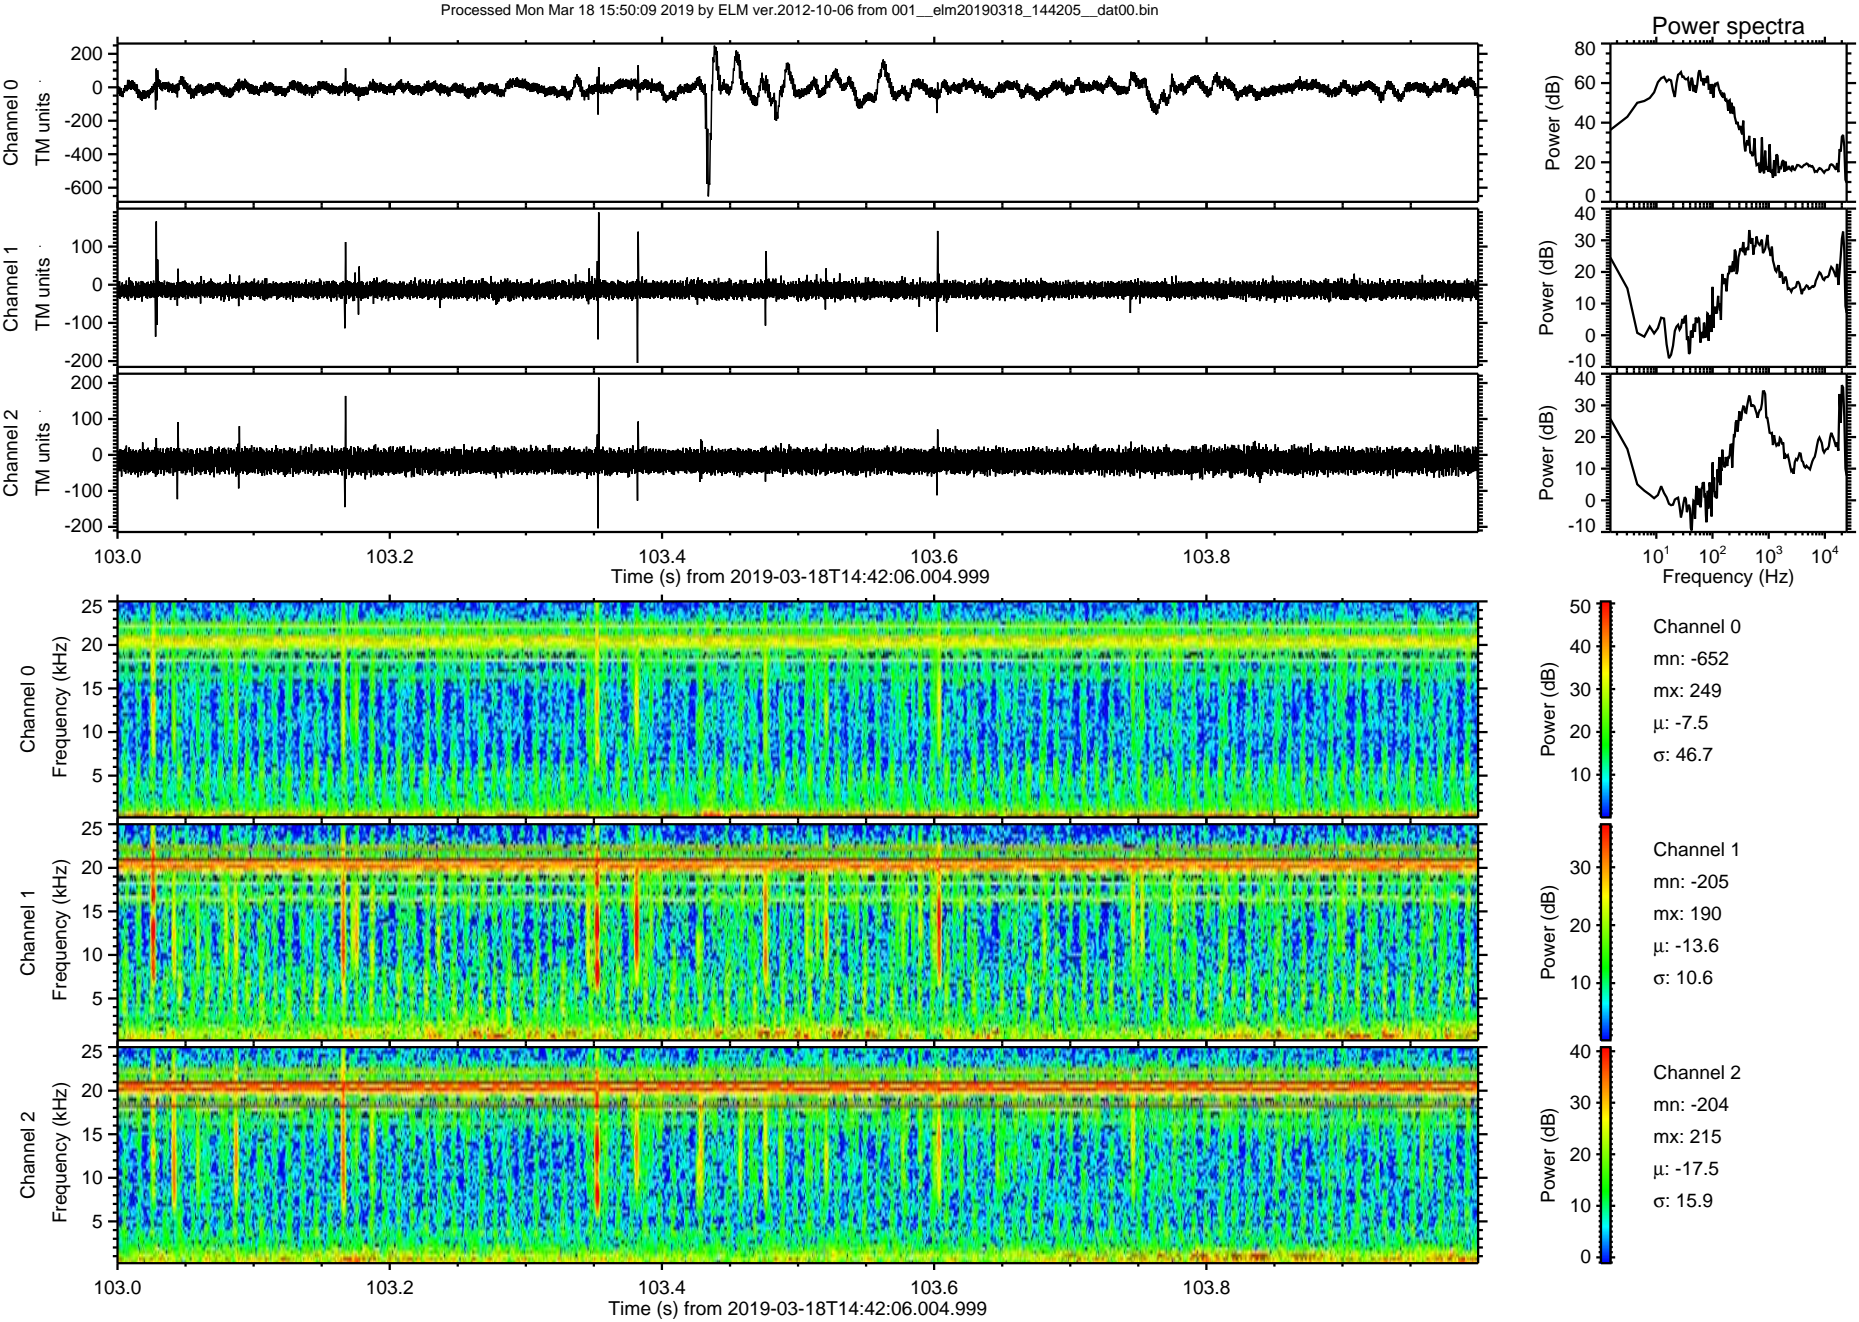 Processed Mon Mar 18 15:50:09 2019 by ELM ver.2012-10-06 from 001__elm20190318_144205__dat00.bin
Power spectra
Channel 0
TM units
200
0
-200
-400
-600
Power (dB)
80
60
40
20
0
Channel 1
TM units
100
0
-100
-200
Power (dB)
40
30
20
10
0
-10
Channel 2
TM units
200
100
0
-100
-200
Power (dB)
40
30
20
10
0
-10
103.0 103.2 103.4 103.6 103.8
Time (s) from 2019-03-18T14:42:06.004.999
10^1 10^2 10^3 10^4
Frequency (Hz)
Channel 0
Frequency (kHz)
25
20
15
10
5
Power (dB)
50
40
30
20
10
Channel 0
mn: -652
mx: 249
μ: -7.5
σ: 46.7
Channel 1
Frequency (kHz)
25
20
15
10
5
Power (dB)
30
20
10
Channel 1
mn: -205
mx: 190
μ: -13.6
σ: 10.6
Channel 2
Frequency (kHz)
25
20
15
10
5
Power (dB)
40
30
20
10
0
Channel 2
mn: -204
mx: 215
μ: -17.5
σ: 15.9
103.0 103.2 103.4 103.6 103.8
Time (s) from 2019-03-18T14:42:06.004.999